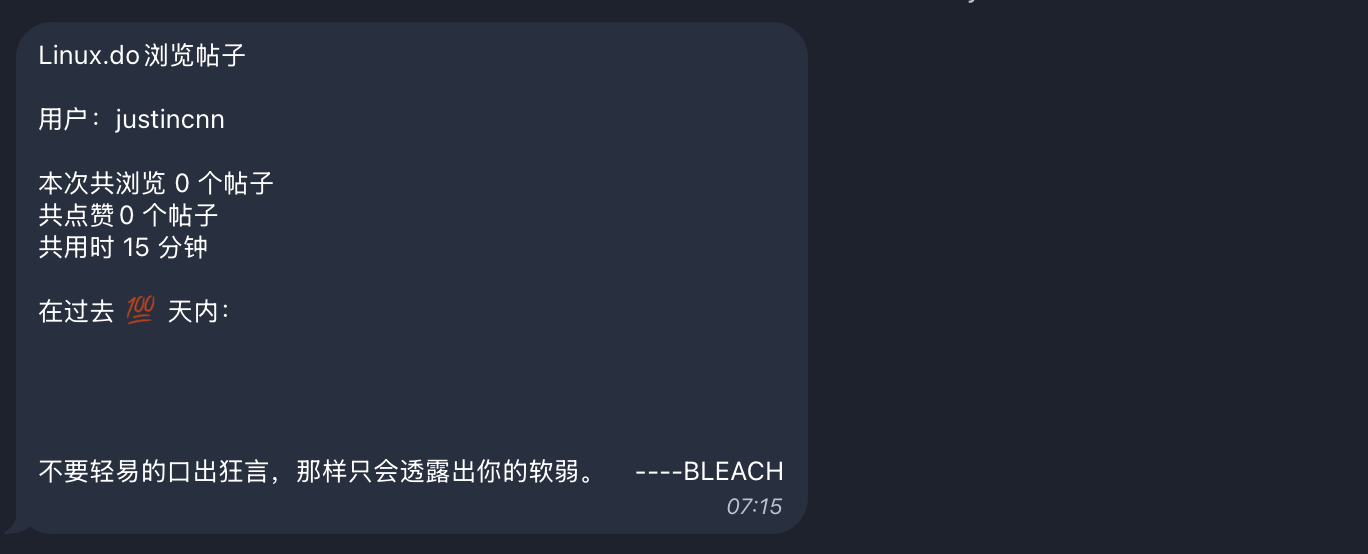 Linux.do浏览帖子
用户：justincnn
本次共浏览 0 个帖子
共点赞0 个帖子
共用时 15 分钟
在过去 💯 天内：
不要轻易的口出狂言，那样只会透露出你的软弱。 ----BLEACH
07:15